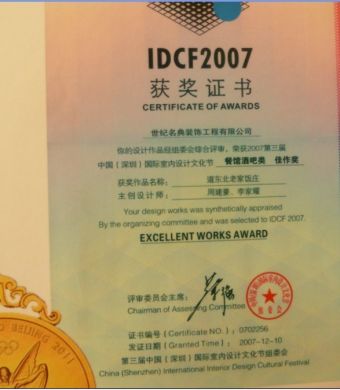 IDCF2007
获奖证书
CERTIFICATE OF AWARDS
世纪名典装饰工程有限公司
你的设计作品经组委会综合评审,荣获2007第三届
中国(深圳)国际室内设计文化节 餐馆酒吧类 佳作奖
获奖作品名称: 道东北老家饭庄
主创设计师: 周建豪、李家耀
Your design works was synthetically appraised
By the organizing committee and was selected to IDCF 2007.
EXCELLENT WORKS AWARD
评审委员会主席:
Chairman of Assessing Committee
证书编号(Certificate NO.):0702256
发证日期(Granted Time):2007-12-10
第三届中国(深圳)国际室内设计文化节组委会
China (Shenzhen) International Interior Design Cultural Festival
BEIJING 2011